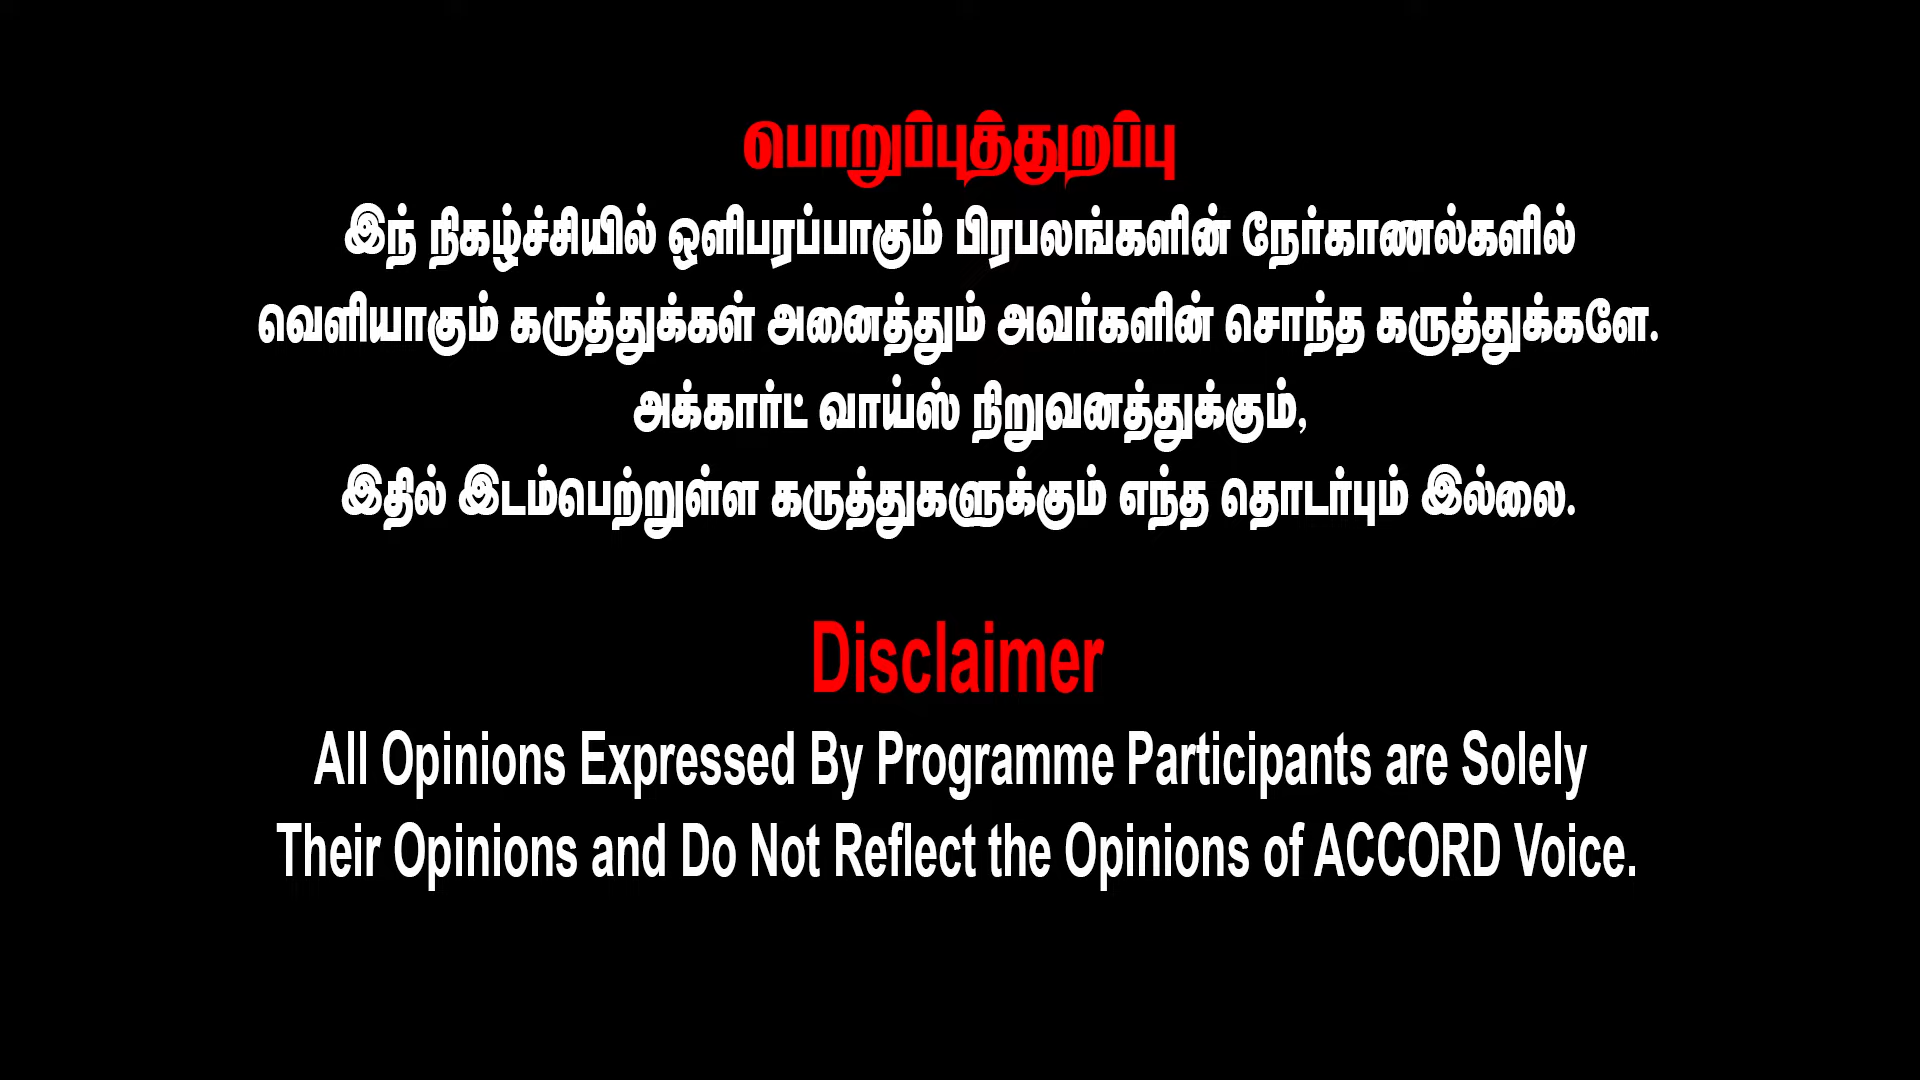 பொறுப்புத்துறப்பு
இந் நிகழ்ச்சியில் ஒளிபரப்பாகும் பிரபலங்களின் நேர்காணல்களில்
வெளியாகும் கருத்துக்கள் அனைத்தும் அவர்களின் சொந்த கருத்துக்களே.
அக்கார்ட் வாய்ஸ் நிறுவனத்துக்கும்,
இதில் இடம்பெற்றுள்ள கருத்துகளுக்கும் எந்த தொடர்பும் இல்லை.
Disclaimer
All Opinions Expressed By Programme Participants are Solely
Their Opinions and Do Not Reflect the Opinions of ACCORD Voice.